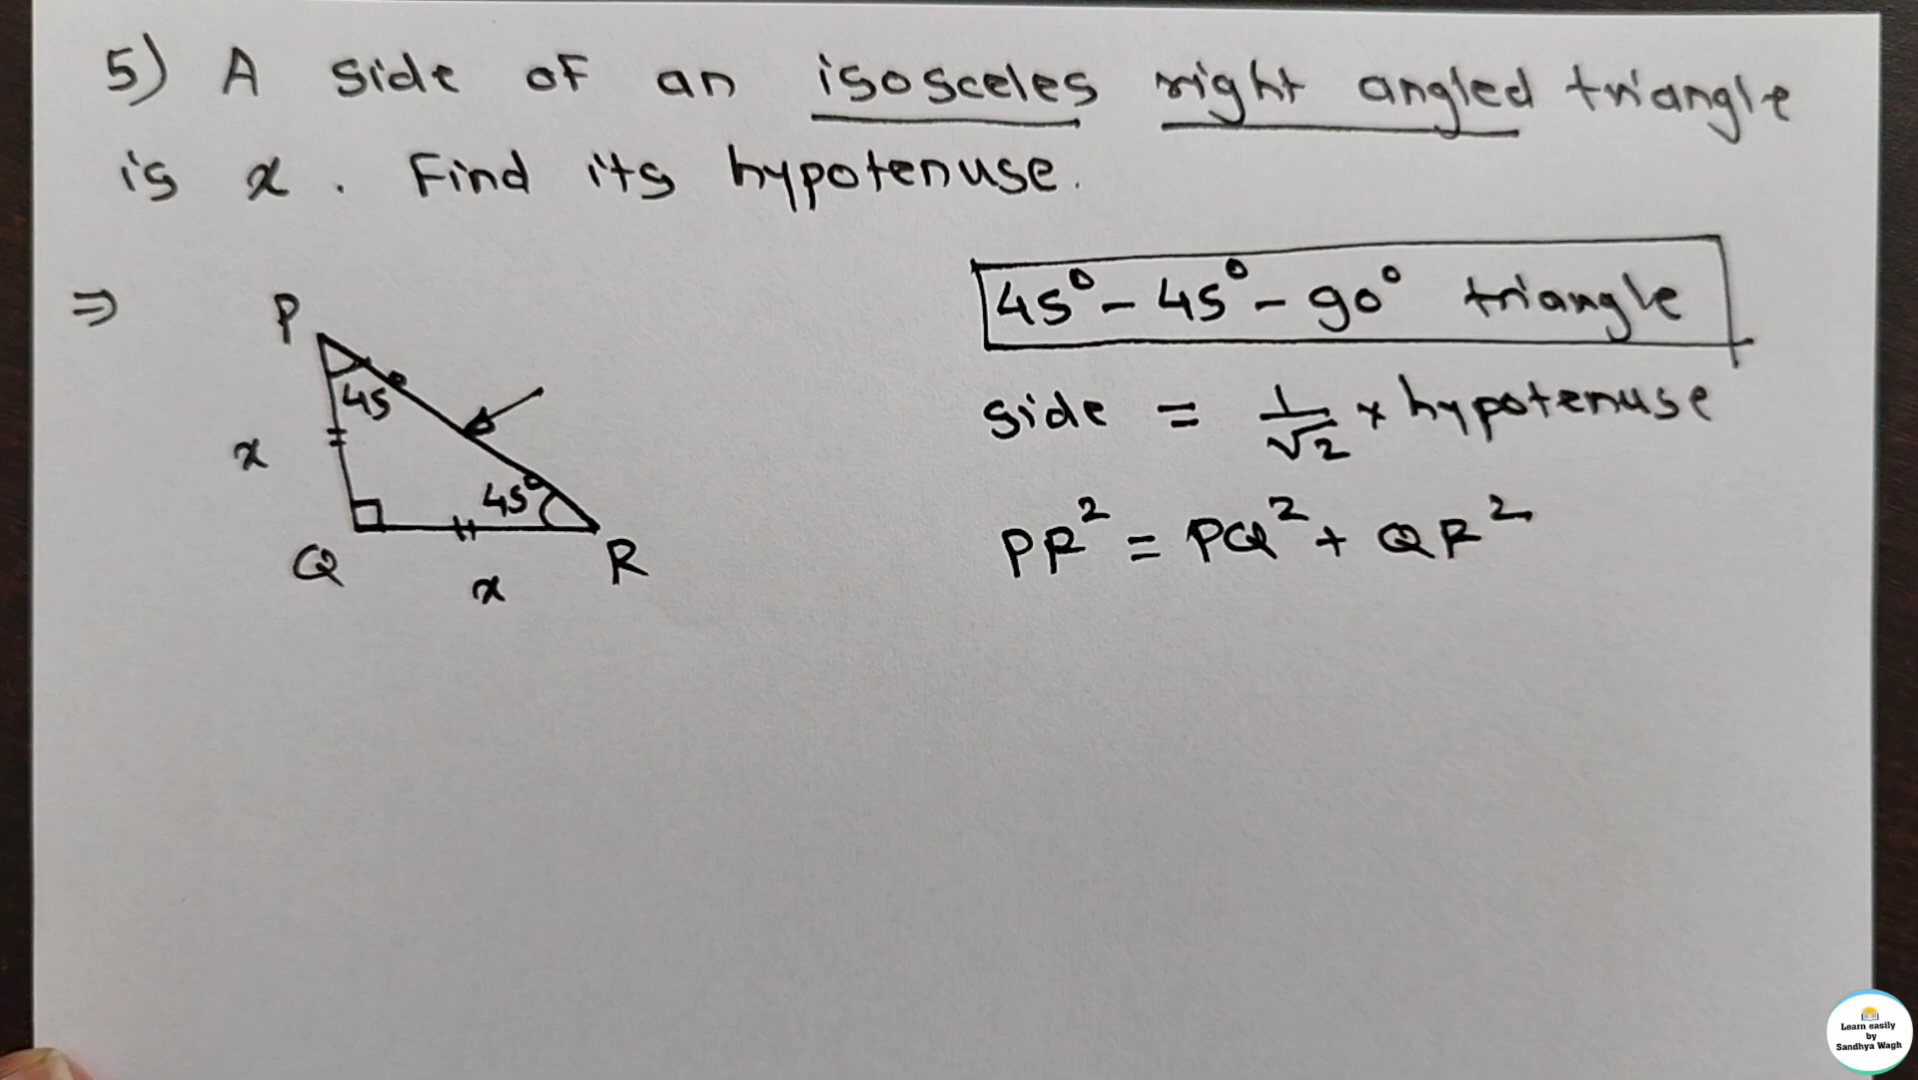 5) A side of an isosceles right angled triangle
is x. Find its hypotenuse.
⇒
P
45°
x
45°
Q
x
R
45° - 45° - 90° triangle
side = 1/√2 × hypotenuse
PR² = PQ² + QR²
Learn easily
by
Sandhya Wagh